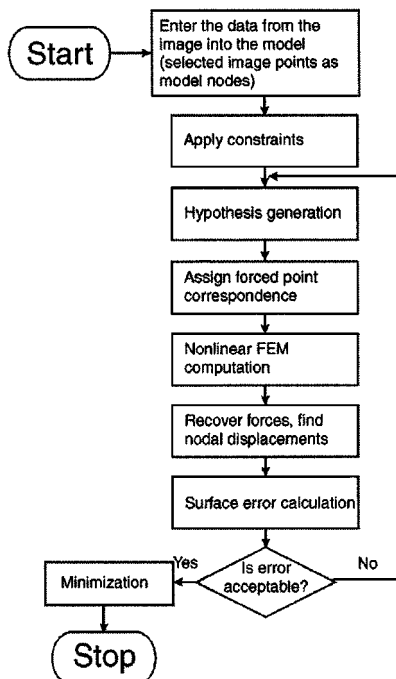 Start
Enter the data from the
image into the model
(selected image points as
model nodes)
Apply constraints
Hypothesis generation
Assign forced point
correspondence
Nonlinear FEM
computation
Recover forces, find
nodal displacements
Surface error calculation
Is error
acceptable?
Yes
No
Minimization
Stop